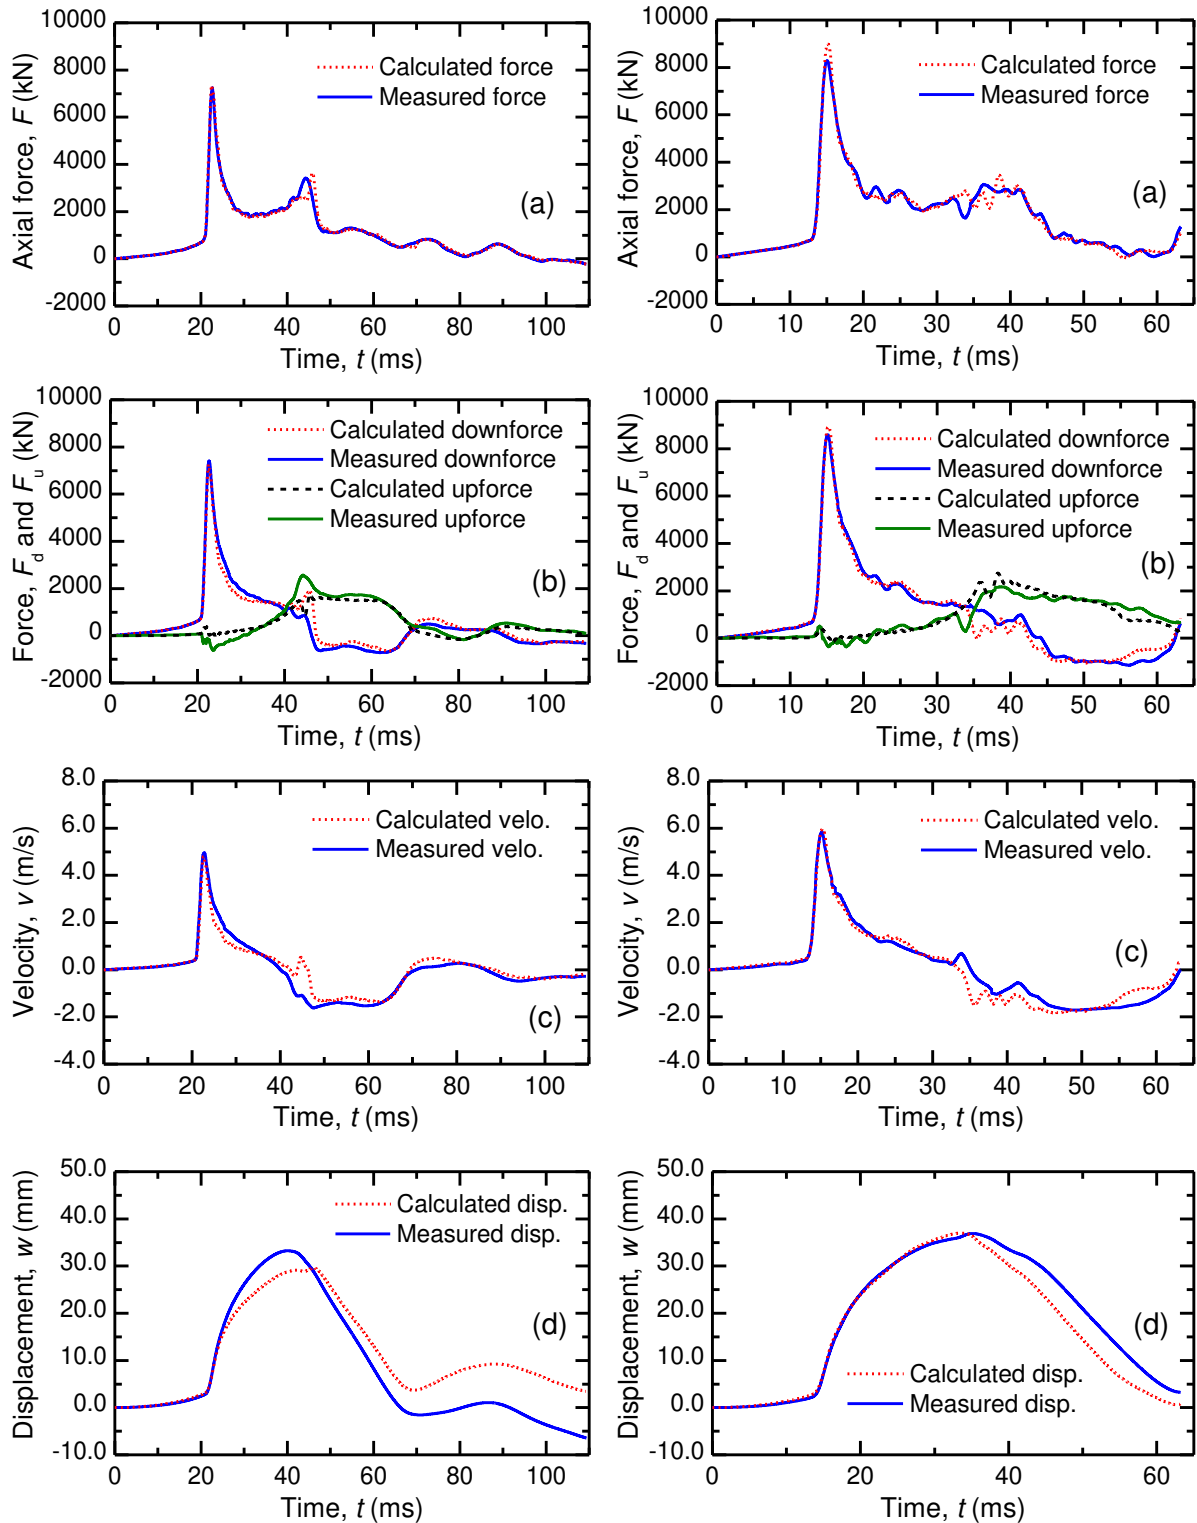 10000
8000
6000
4000
2000
0
-2000
Axial force, F (kN)
Calculated force
Measured force
(a)
0 20 40 60 80 100
Time, t (ms)
10000
8000
6000
4000
2000
0
-2000
Axial force, F (kN)
Calculated force
Measured force
(a)
0 10 20 30 40 50 60
Time, t (ms)
10000
8000
6000
4000
2000
0
-2000
Force, Fd and Fu (kN)
Calculated downforce
Measured downforce
Calculated upforce
Measured upforce
(b)
0 20 40 60 80 100
Time, t (ms)
10000
8000
6000
4000
2000
0
-2000
Force, Fd and Fu (kN)
Calculated downforce
Measured downforce
Calculated upforce
Measured upforce
(b)
0 10 20 30 40 50 60
Time, t (ms)
8.0
6.0
4.0
2.0
0.0
-2.0
-4.0
Velocity, v (m/s)
Calculated velo.
Measured velo.
(c)
0 20 40 60 80 100
Time, t (ms)
8.0
6.0
4.0
2.0
0.0
-2.0
-4.0
Velocity, v (m/s)
Calculated velo.
Measured velo.
(c)
0 10 20 30 40 50 60
Time, t (ms)
50.0
40.0
30.0
20.0
10.0
0.0
-10.0
Displacement, w (mm)
Calculated disp.
Measured disp.
(d)
0 20 40 60 80 100
Time, t (ms)
50.0
40.0
30.0
20.0
10.0
0.0
-10.0
Displacement, w (mm)
Calculated disp.
Measured disp.
(d)
0 20 40 60
Time, t (ms)